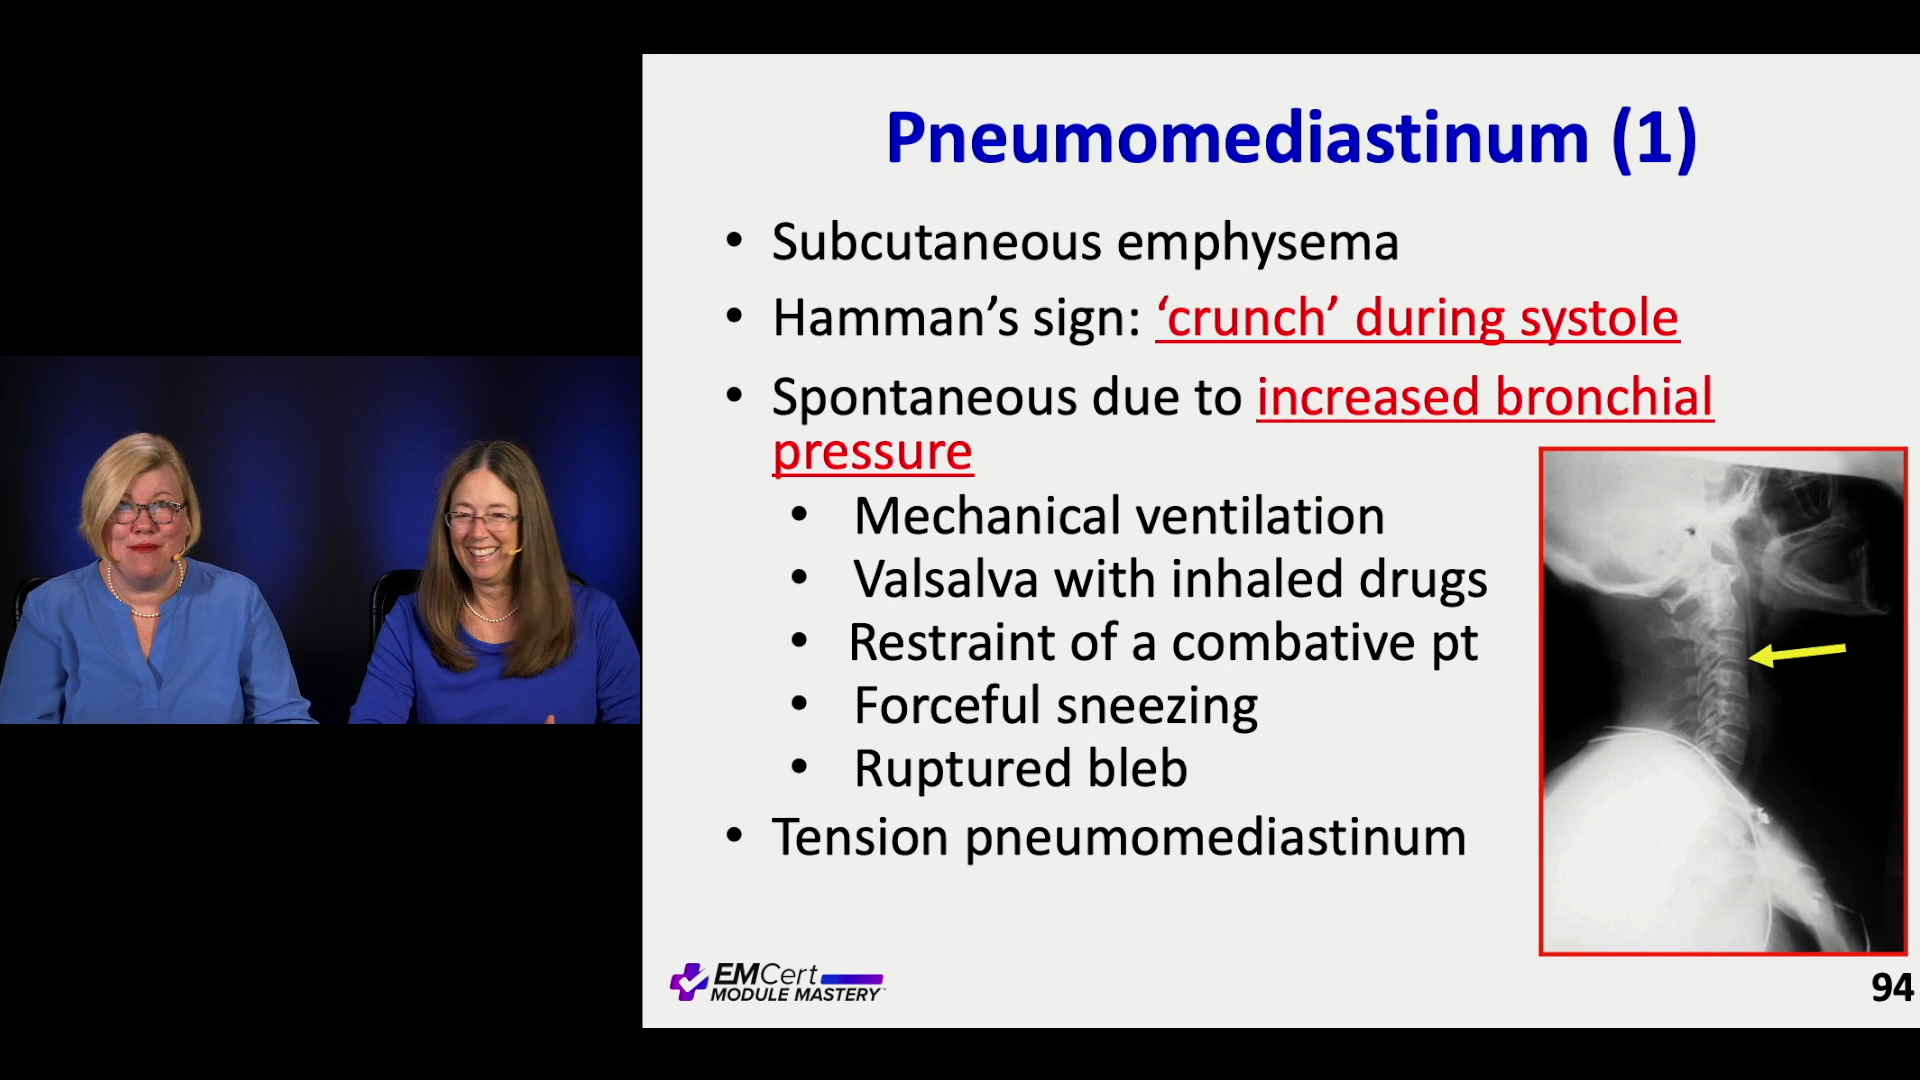 Pneumomediastinum (1)
• Subcutaneous emphysema
• Hamman’s sign: ‘crunch’ during systole
• Spontaneous due to increased bronchial
pressure
• Mechanical ventilation
• Valsalva with inhaled drugs
• Restraint of a combative pt
• Forceful sneezing
• Ruptured bleb
• Tension pneumomediastinum
EMCert
MODULE MASTERY™
94